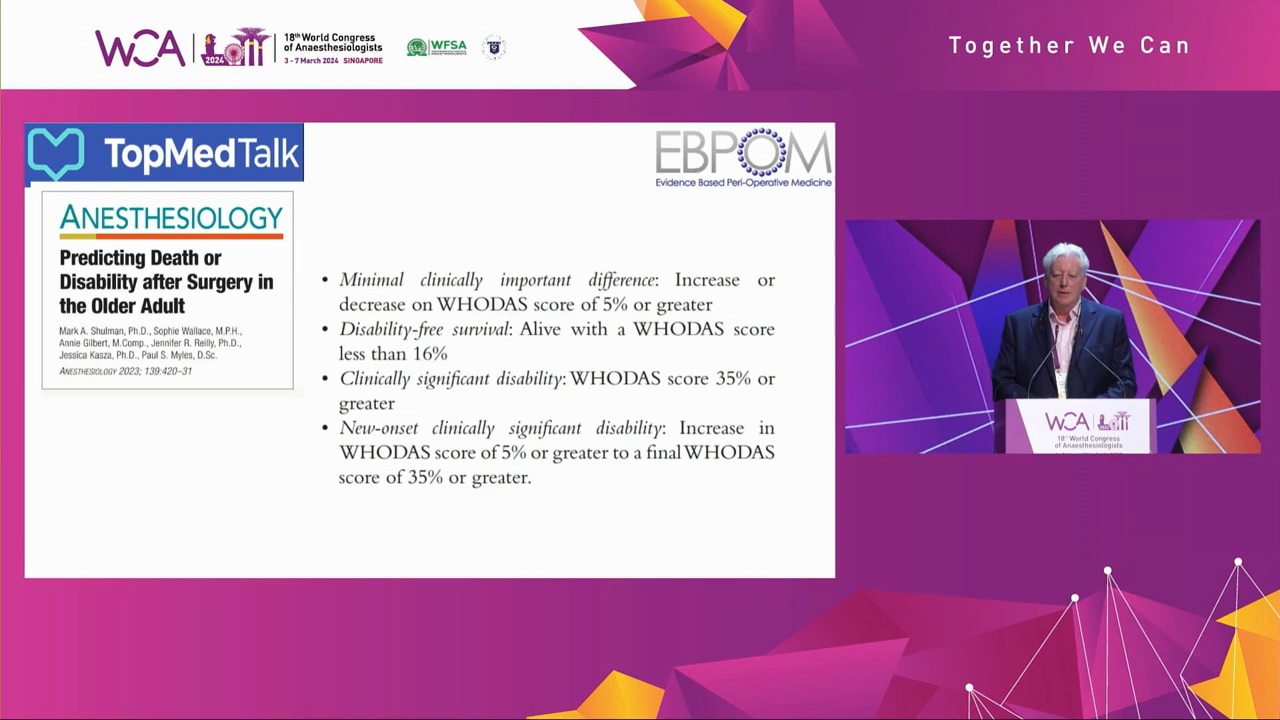 WCA
2024
18th World Congress
of Anaesthesiologists
3 - 7 March 2024 SINGAPORE
WFSA
Together We Can
TopMedTalk
EBPOM
Evidence Based Peri-Operative Medicine
ANESTHESIOLOGY
Predicting Death or
Disability after Surgery in
the Older Adult
Mark A. Shulman, Ph.D., Sophie Wallace, M.P.H.,
Annie Gilbert, M.Comp., Jennifer R. Reilly, Ph.D.,
Jessica Kasza, Ph.D., Paul S. Myles, D.Sc.
ANESTHESIOLOGY 2023; 139:420–31
• Minimal clinically important difference: Increase or
decrease on WHODAS score of 5% or greater
• Disability-free survival: Alive with a WHODAS score
less than 16%
• Clinically significant disability: WHODAS score 35% or
greater
• New-onset clinically significant disability: Increase in
WHODAS score of 5% or greater to a final WHODAS
score of 35% or greater.
WCA
18th World Congress
of Anaesthesiologists